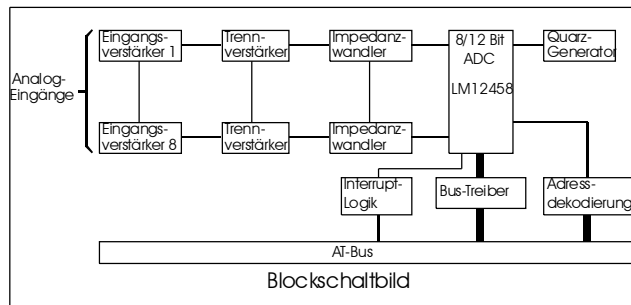 Eingangs-
verstärker 1
Trenn-
verstärker
Impedanz-
wandler
8/12 Bit
ADC
LM12458
Quarz-
Generator
Analog-
Eingänge
Eingangs-
verstärker 8
Trenn-
verstärker
Impedanz-
wandler
Interrupt-
Logik
Bus-Treiber
Adress-
dekodierung
AT-Bus
Blockschaltbild